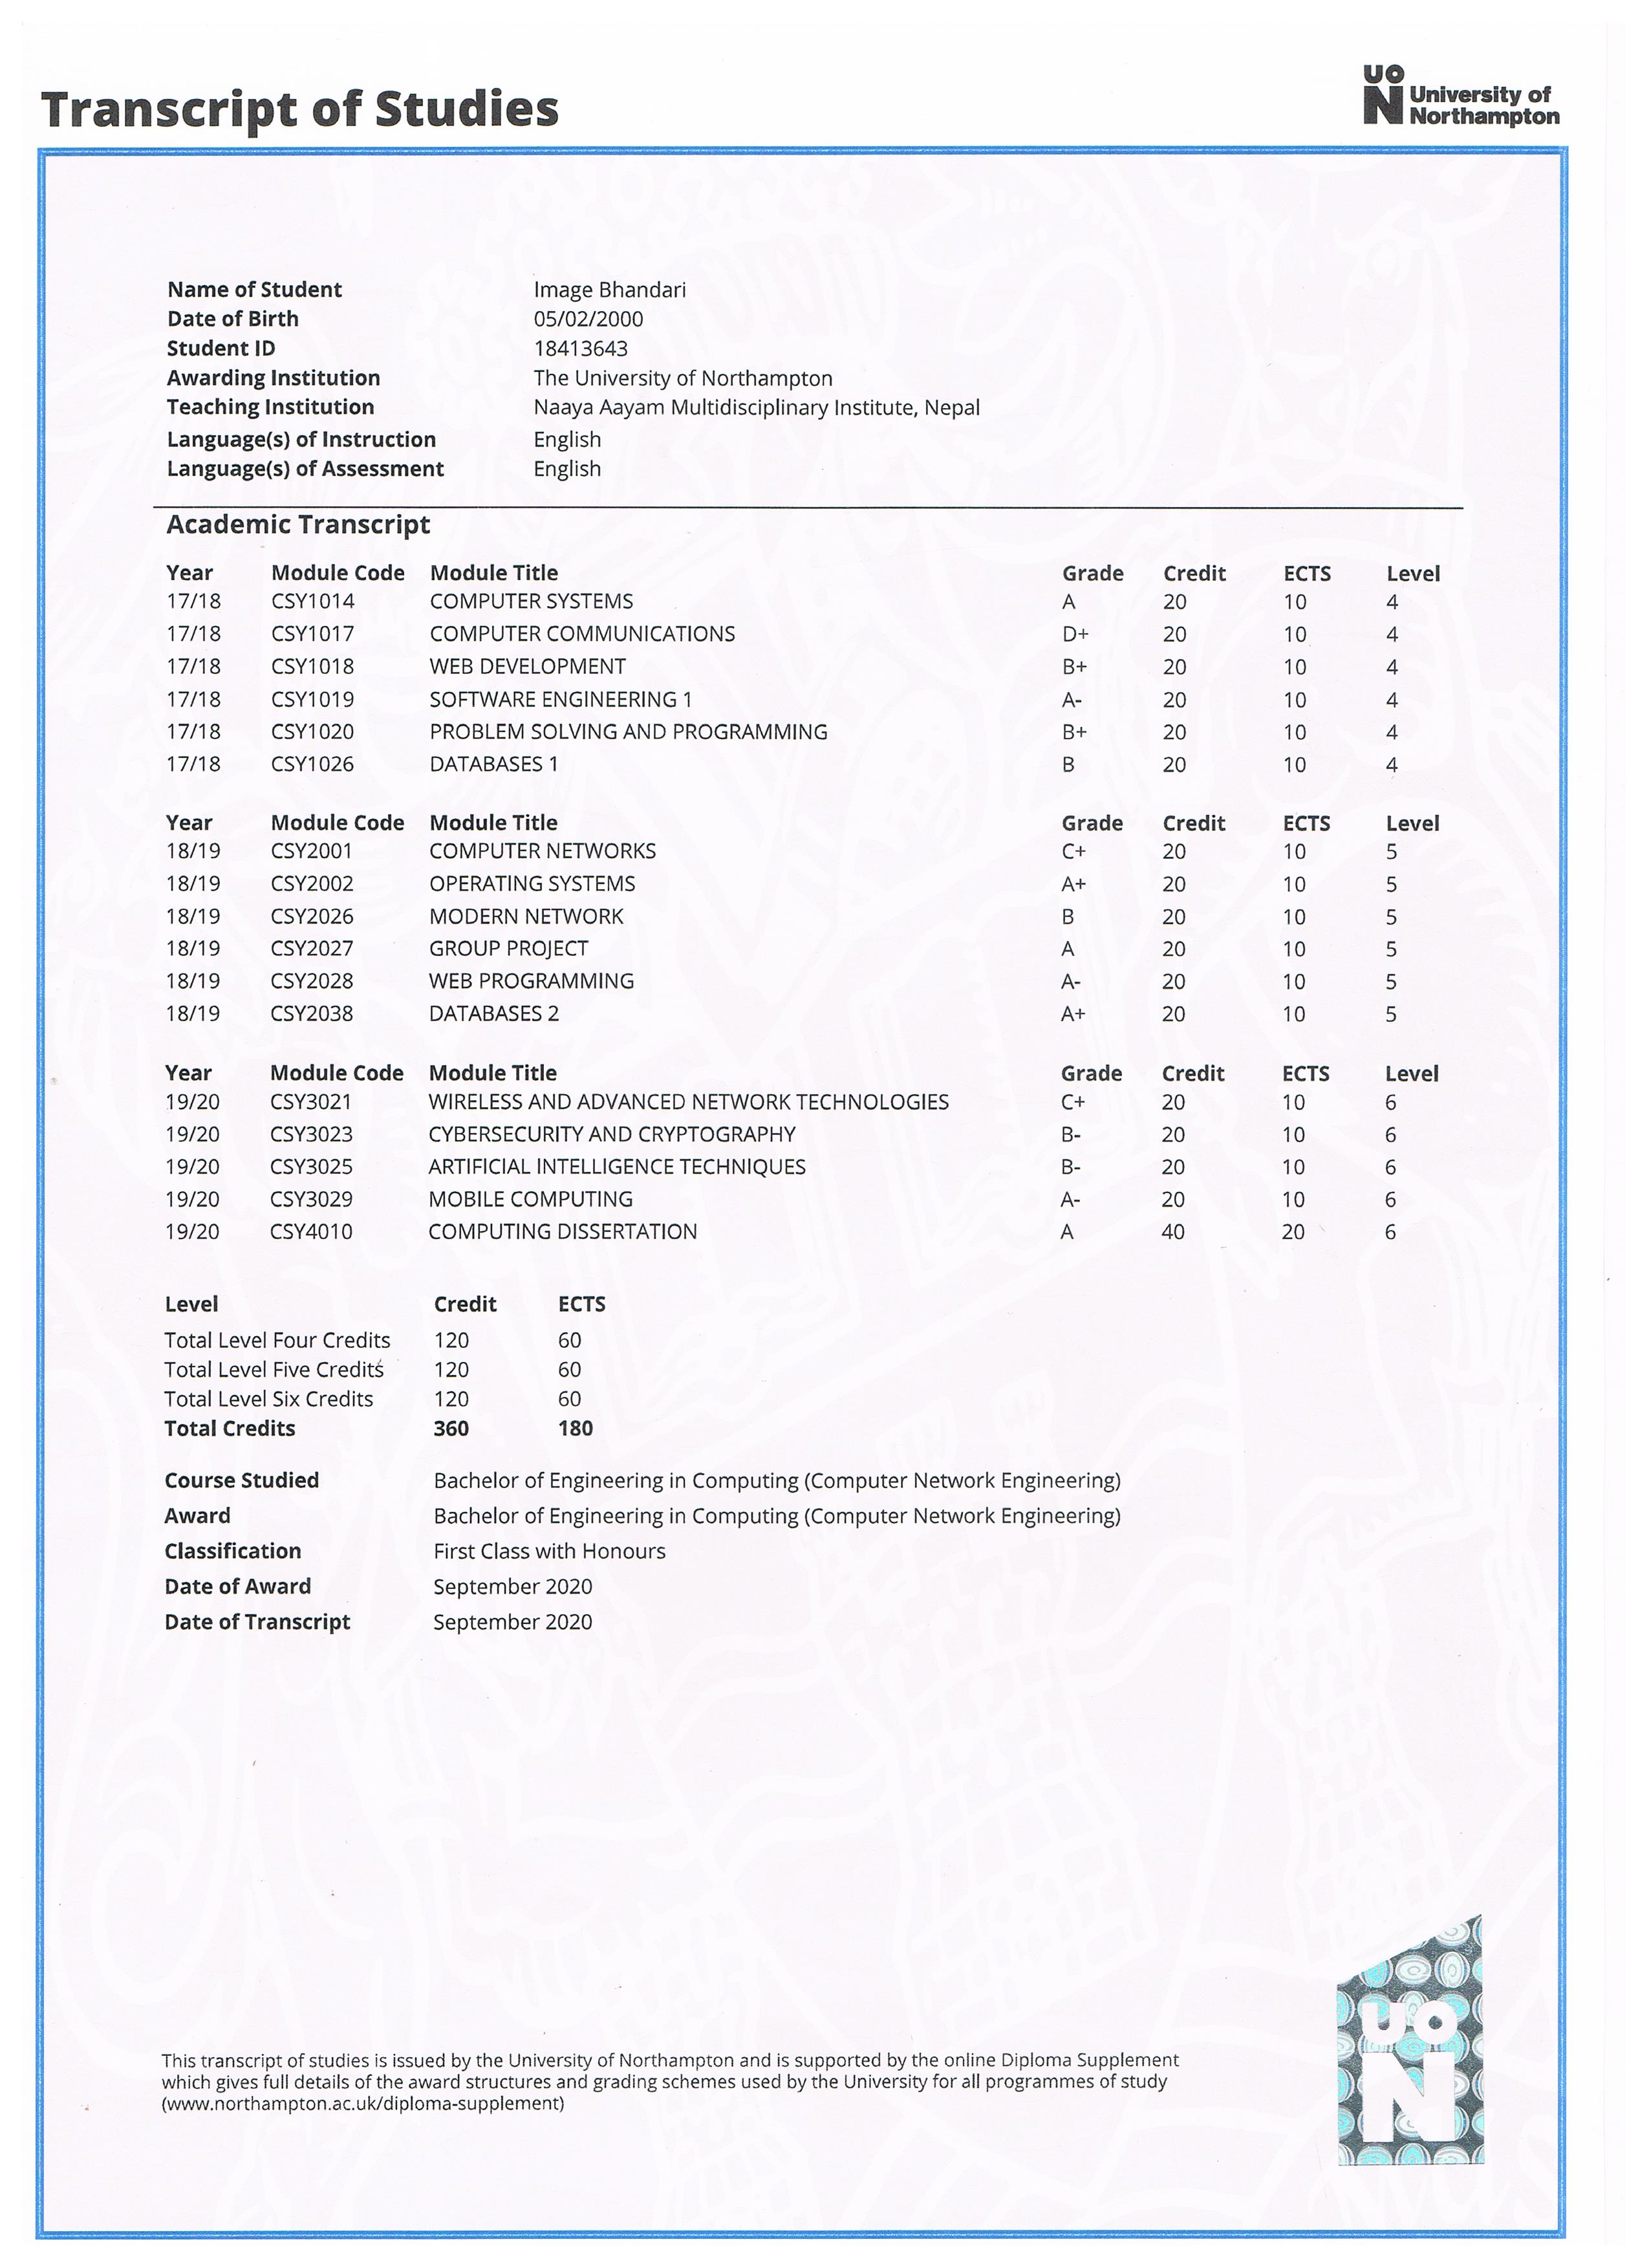 Transcript of Studies
UO
N University of
Northampton
Name of Student Image Bhandari
Date of Birth 05/02/2000
Student ID 18413643
Awarding Institution The University of Northampton
Teaching Institution Naaya Aayam Multidisciplinary Institute, Nepal
Language(s) of Instruction English
Language(s) of Assessment English
Academic Transcript
Year Module Code Module Title Grade Credit ECTS Level
17/18 CSY1014 COMPUTER SYSTEMS A 20 10 4
17/18 CSY1017 COMPUTER COMMUNICATIONS D+ 20 10 4
17/18 CSY1018 WEB DEVELOPMENT B+ 20 10 4
17/18 CSY1019 SOFTWARE ENGINEERING 1 A- 20 10 4
17/18 CSY1020 PROBLEM SOLVING AND PROGRAMMING B+ 20 10 4
17/18 CSY1026 DATABASES 1 B 20 10 4
Year Module Code Module Title Grade Credit ECTS Level
18/19 CSY2001 COMPUTER NETWORKS C+ 20 10 5
18/19 CSY2002 OPERATING SYSTEMS A+ 20 10 5
18/19 CSY2026 MODERN NETWORK B 20 10 5
18/19 CSY2027 GROUP PROJECT A 20 10 5
18/19 CSY2028 WEB PROGRAMMING A- 20 10 5
18/19 CSY2038 DATABASES 2 A+ 20 10 5
Year Module Code Module Title Grade Credit ECTS Level
19/20 CSY3021 WIRELESS AND ADVANCED NETWORK TECHNOLOGIES C+ 20 10 6
19/20 CSY3023 CYBERSECURITY AND CRYPTOGRAPHY B- 20 10 6
19/20 CSY3025 ARTIFICIAL INTELLIGENCE TECHNIQUES B- 20 10 6
19/20 CSY3029 MOBILE COMPUTING A- 20 10 6
19/20 CSY4010 COMPUTING DISSERTATION A 40 20 6
Level Credit ECTS
Total Level Four Credits 120 60
Total Level Five Credits 120 60
Total Level Six Credits 120 60
Total Credits 360 180
Course Studied Bachelor of Engineering in Computing (Computer Network Engineering)
Award Bachelor of Engineering in Computing (Computer Network Engineering)
Classification First Class with Honours
Date of Award September 2020
Date of Transcript September 2020
This transcript of studies is issued by the University of Northampton and is supported by the online Diploma Supplement
which gives full details of the award structures and grading schemes used by the University for all programmes of study
(www.northampton.ac.uk/diploma-supplement)
UO
N